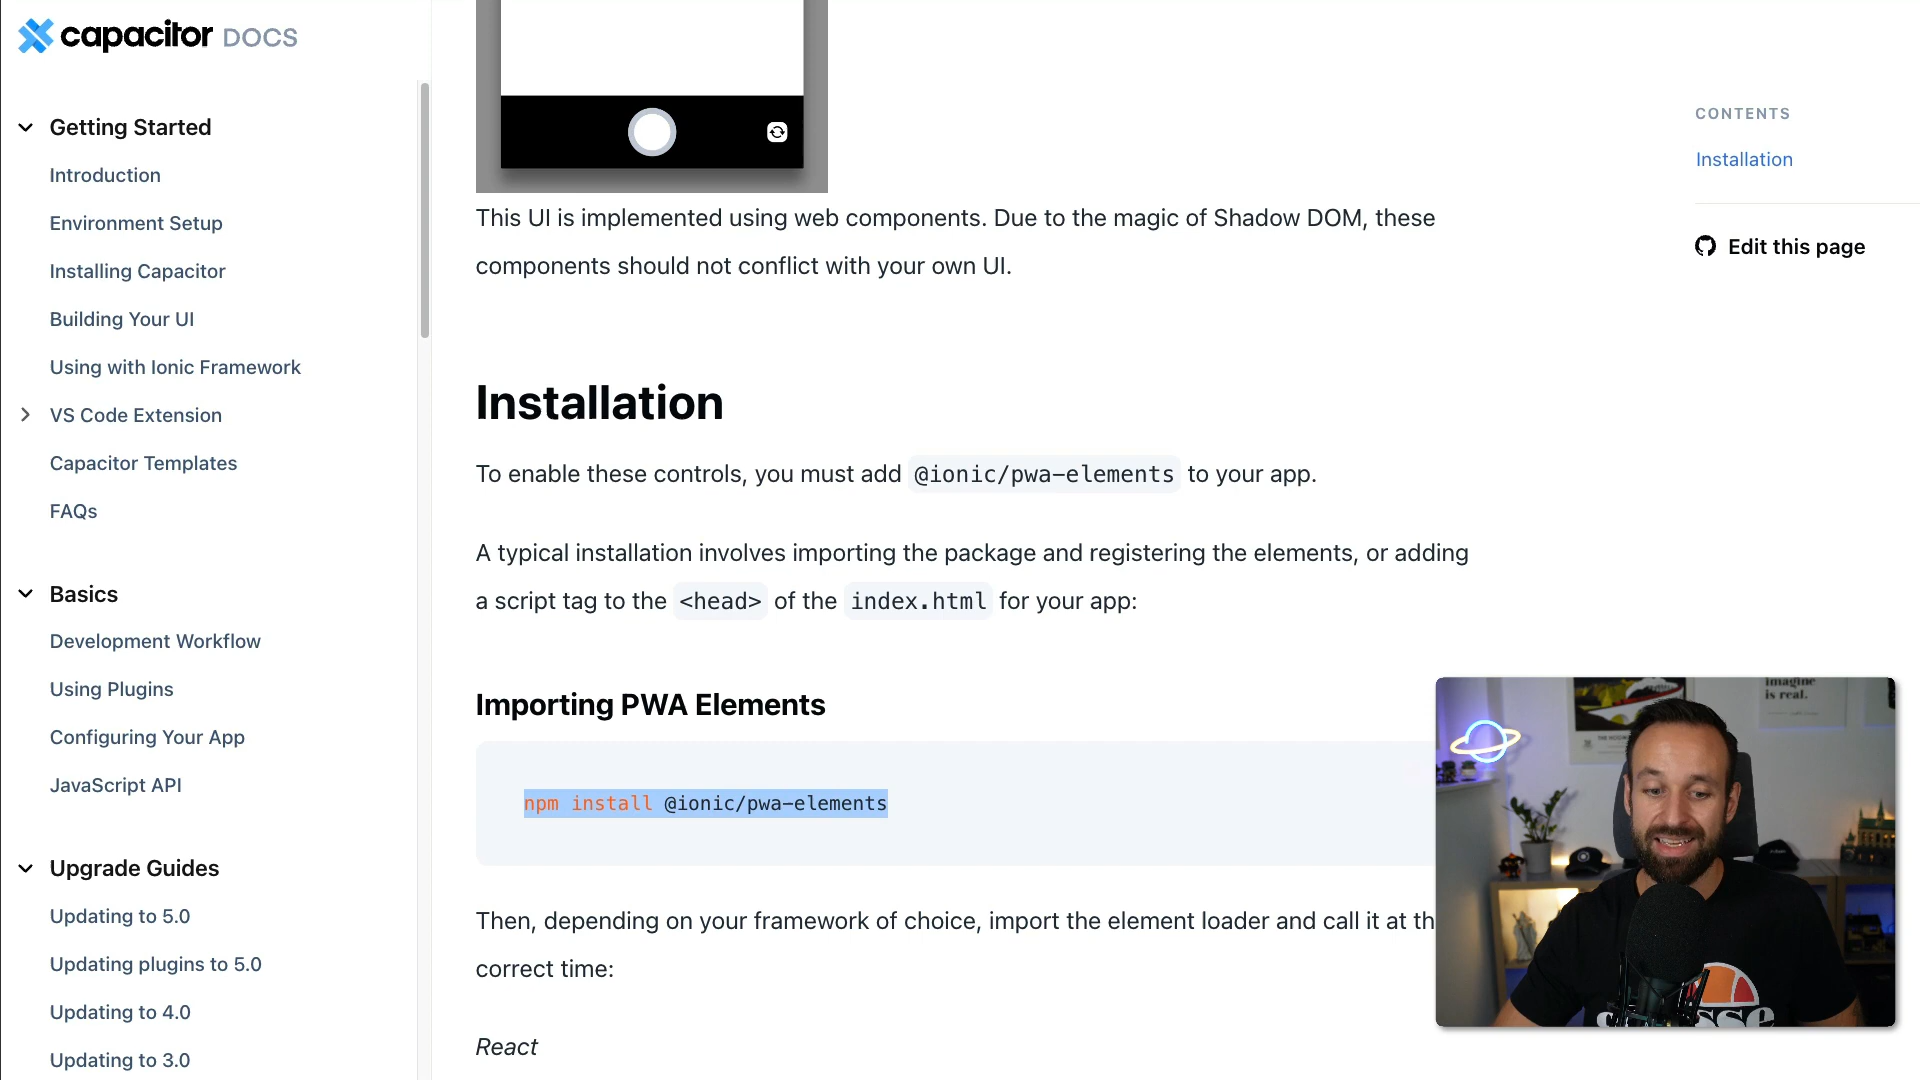 capacitor DOCS
Getting Started
Introduction
Environment Setup
Installing Capacitor
Building Your UI
Using with Ionic Framework
VS Code Extension
Capacitor Templates
FAQs
Basics
Development Workflow
Using Plugins
Configuring Your App
JavaScript API
Upgrade Guides
Updating to 5.0
Updating plugins to 5.0
Updating to 4.0
Updating to 3.0
This UI is implemented using web components. Due to the magic of Shadow DOM, these
components should not conflict with your own UI.
Installation
To enable these controls, you must add @ionic/pwa-elements to your app.
A typical installation involves importing the package and registering the elements, or adding
a script tag to the <head> of the index.html for your app:
Importing PWA Elements
npm install @ionic/pwa-elements
Then, depending on your framework of choice, import the element loader and call it at th
correct time:
React
CONTENTS
Installation
Edit this page
imagine
is real.